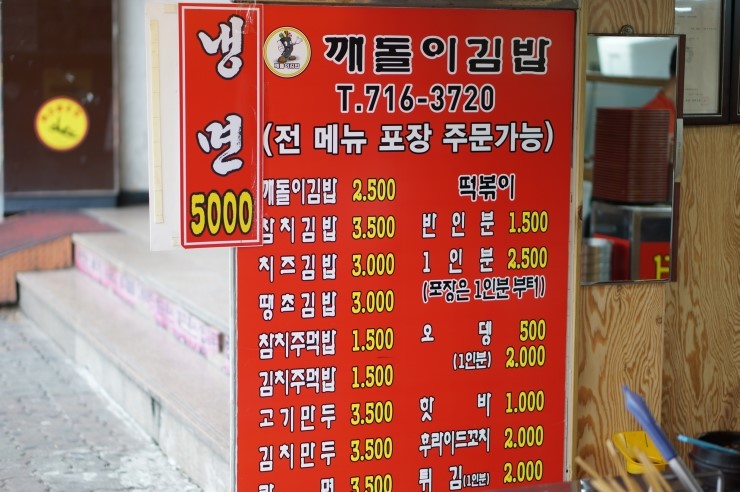 냉면
5000
깨돌이김밥
T.716-3720
(전 메뉴 포장 주문가능)
깨돌이김밥 2.500
참치김밥 3.500
치즈김밥 3.000
땡초김밥 3.000
참치주먹밥 1.500
김치주먹밥 1.500
고기만두 3.500
김치만두 3.500
라면 3.500
떡볶이
반인분 1.500
1인분 2.500
(포장은 1인분 부터!)
오뎅 500
(1인분) 2.000
핫바 1.000
후라이드꼬치 2.000
튀김(1인분) 2.000